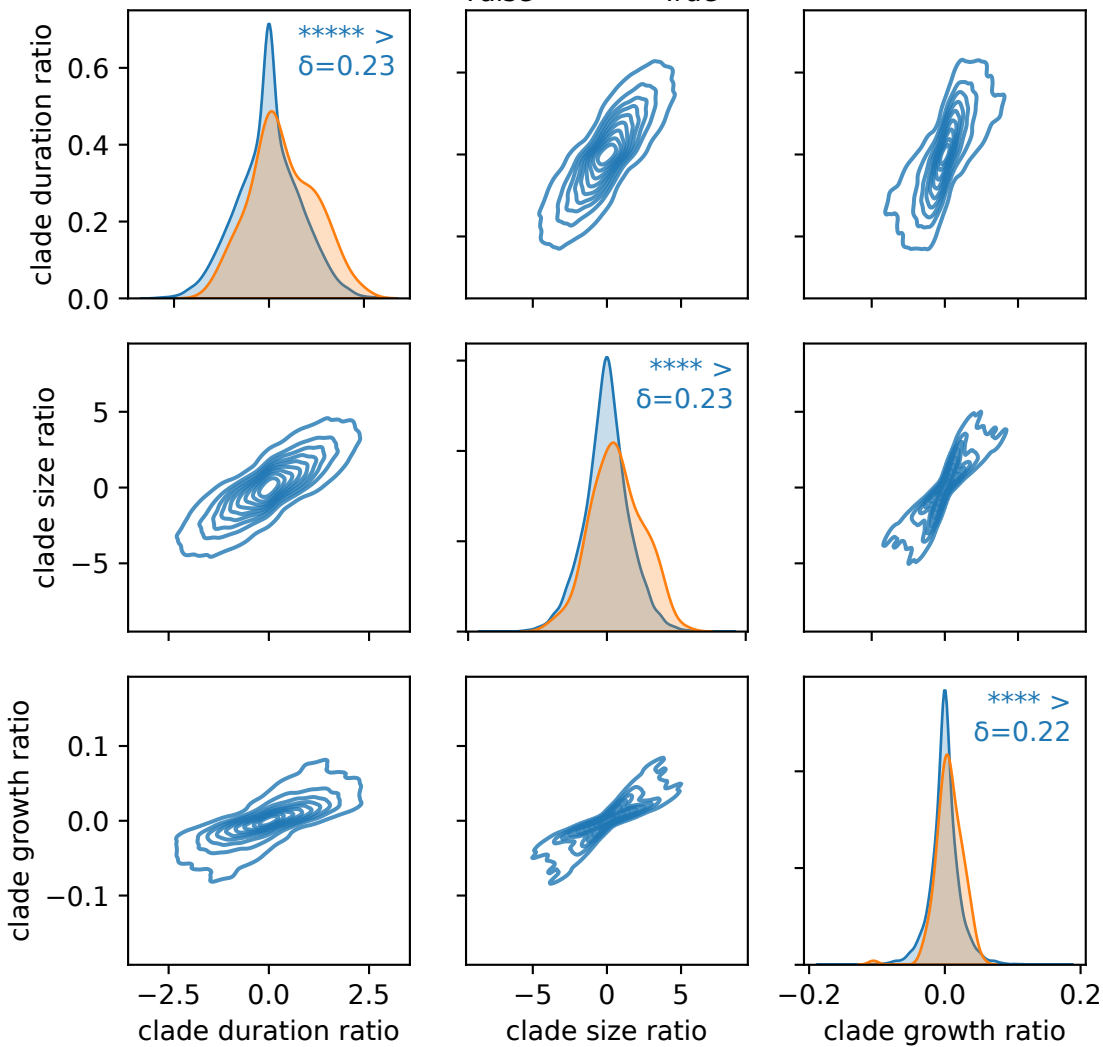 clade duration ratio
0.6
0.4
0.2
0.0
***** >
δ=0.23
clade size ratio
5
0
−5
**** >
δ=0.23
clade growth ratio
0.1
0.0
−0.1
**** >
δ=0.22
−2.5 0.0 2.5
−5 0 5
−0.2 0.0 0.2
clade duration ratio
clade size ratio
clade growth ratio